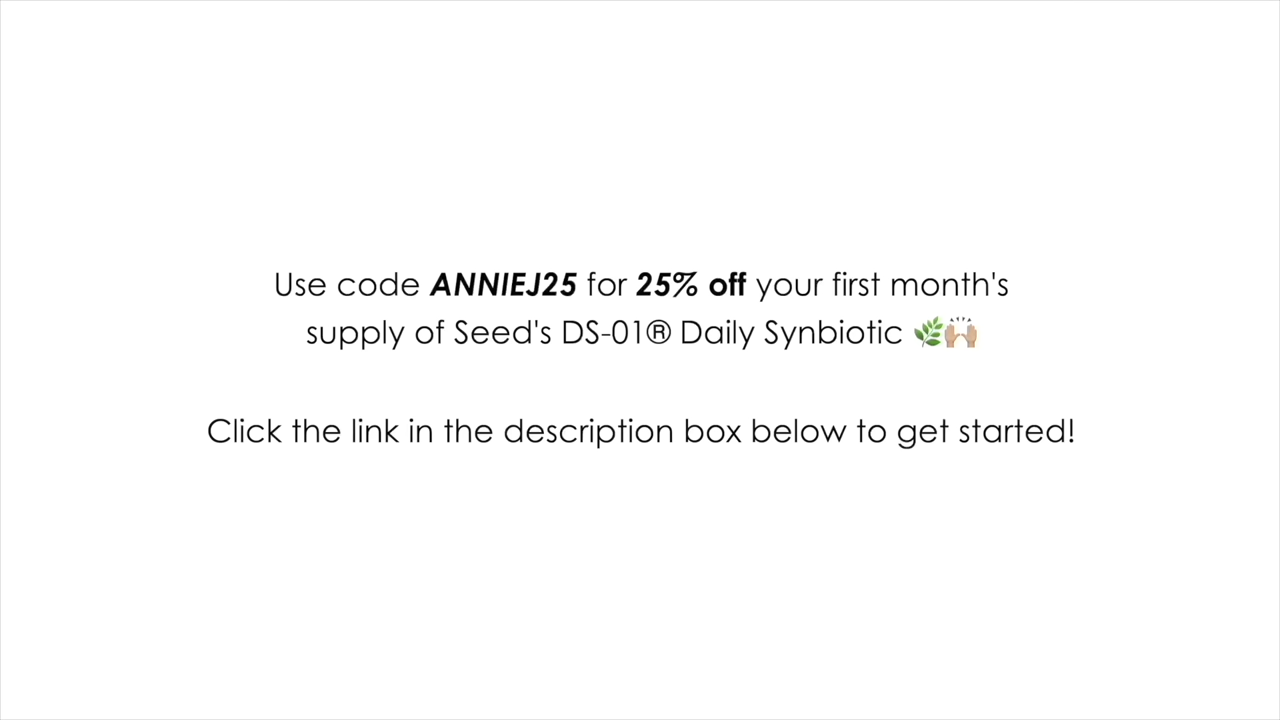 Use code ANNIEJ25 for 25% off your first month's
supply of Seed's DS-01® Daily Synbiotic 🌿🙌🏼
Click the link in the description box below to get started!